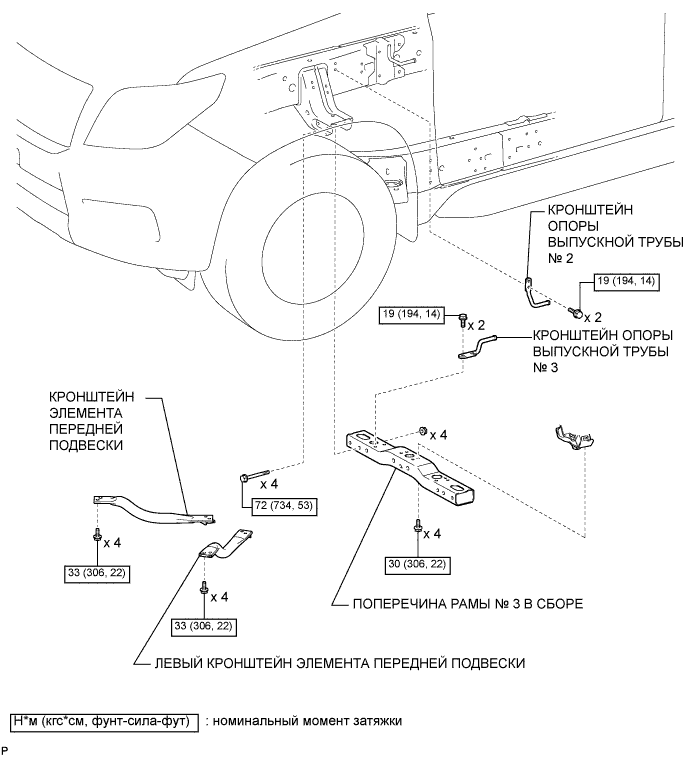 КРОНШТЕЙН
ОПОРЫ
ВЫПУСКНОЙ ТРУБЫ
№ 2
19 (194, 14)
x 2
19 (194, 14)
x 2
КРОНШТЕЙН ОПОРЫ
ВЫПУСКНОЙ ТРУБЫ
№ 3
КРОНШТЕЙН
ЭЛЕМЕНТА
ПЕРЕДНЕЙ
ПОДВЕСКИ
x 4
x 4
72 (734, 53)
x 4
33 (306, 22)
x 4
30 (306, 22)
x 4
33 (306, 22)
ПОПЕРЕЧИНА РАМЫ № 3 В СБОРЕ
ЛЕВЫЙ КРОНШТЕЙН ЭЛЕМЕНТА ПЕРЕДНЕЙ ПОДВЕСКИ
Н*м (кгс*см, фунт-сила-фут) : номинальный момент затяжки
P